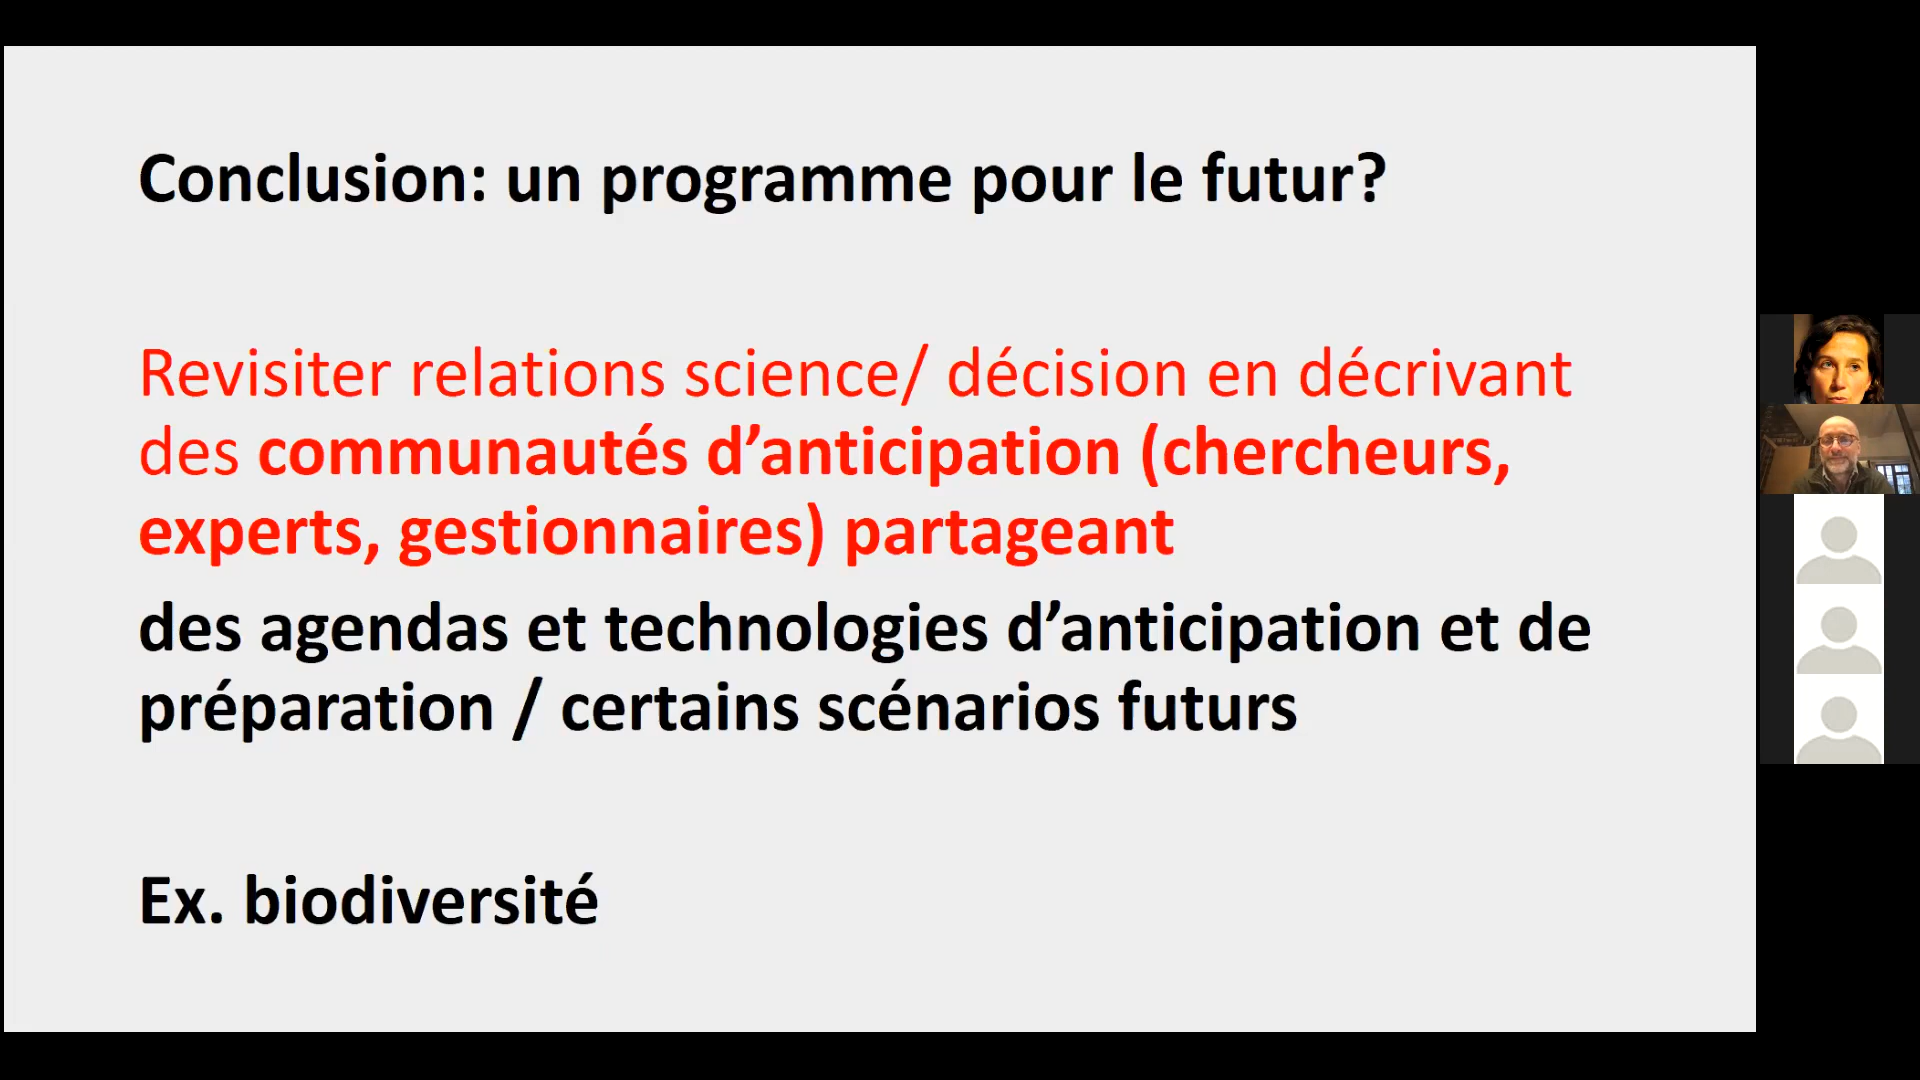 Conclusion: un programme pour le futur?
Revisiter relations science/ décision en décrivant
des communautés d’anticipation (chercheurs,
experts, gestionnaires) partageant
des agendas et technologies d’anticipation et de
préparation / certains scénarios futurs
Ex. biodiversité